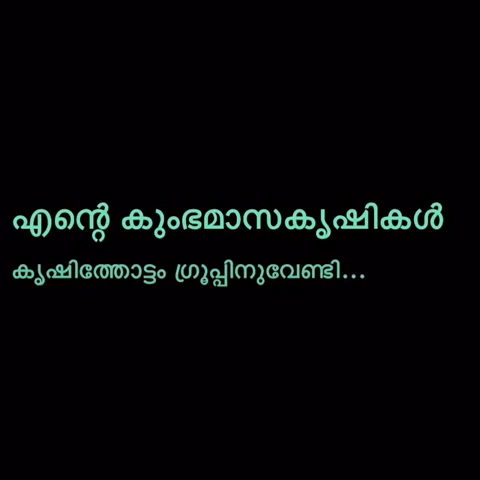 എന്റെ കുംഭമാസകൃഷികൾ
കൃഷിത്തോട്ടം ഗ്രൂപ്പിനുവേണ്ടി...